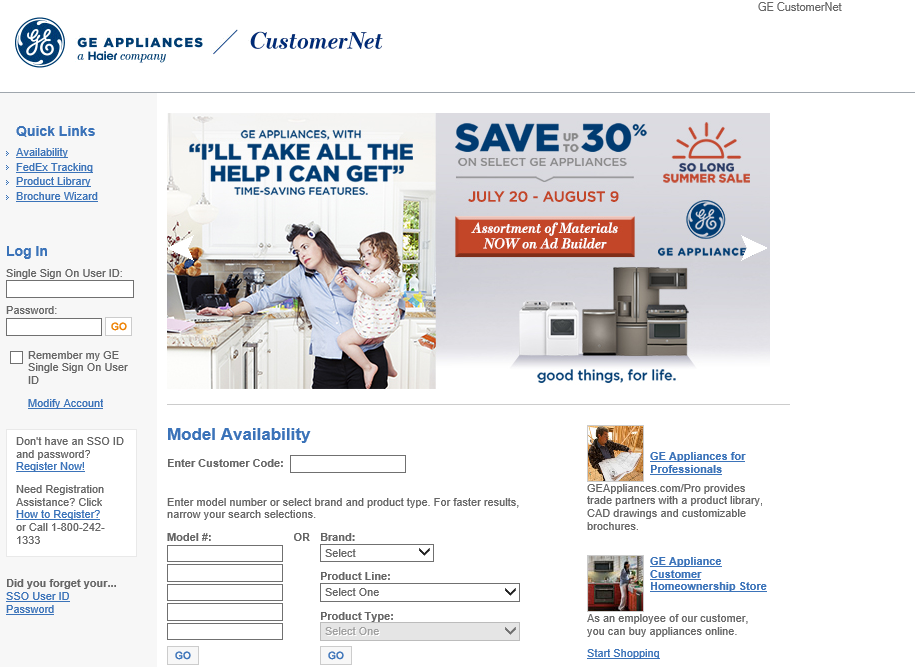 GE CustomerNet
GE APPLIANCES
a Haier company
CustomerNet
Quick Links
Availability
FedEx Tracking
Product Library
Brochure Wizard
Log In
Single Sign On User ID:
Password:
GO
Remember my GE
Single Sign On User
ID
Modify Account
Don't have an SSO ID
and password?
Register Now!
Need Registration
Assistance? Click
How to Register?
or Call 1-800-242-
1333
Did you forget your...
SSO User ID
Password
GE APPLIANCES, WITH
“I'LL TAKE ALL THE
HELP I CAN GET”
TIME-SAVING FEATURES.
SAVE UP TO 30%
ON SELECT GE APPLIANCES
JULY 20 - AUGUST 9
Assortment of Materials
NOW on Ad Builder
SO LONG
SUMMER SALE
GE
GE APPLIANCE
good things, for life.
Model Availability
Enter Customer Code:
Enter model number or select brand and product type. For faster results,
narrow your search selections.
Model #:
OR
Brand:
Select
Product Line:
Select One
Product Type:
Select One
GO
GO
GE Appliances for
Professionals
GEAppliances.com/Pro provides
trade partners with a product library,
CAD drawings and customizable
brochures.
GE Appliance
Customer
Homeownership Store
As an employee of our customer,
you can buy appliances online.
Start Shopping